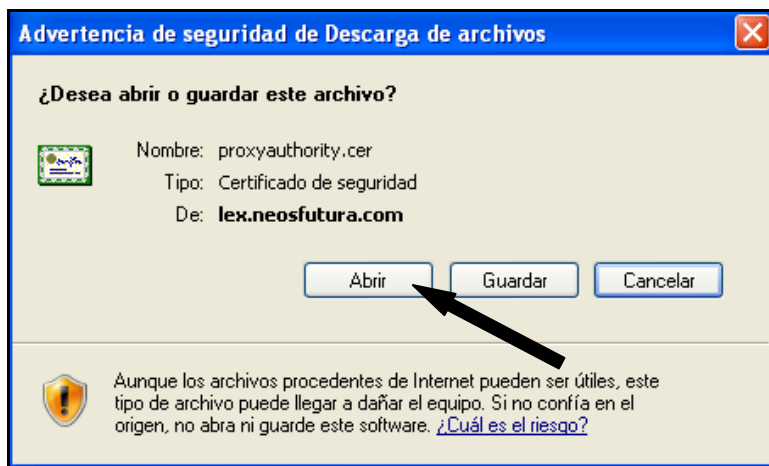 Advertencia de seguridad de Descarga de archivos
¿Desea abrir o guardar este archivo?
Nombre: proxyauthority.cer
Tipo: Certificado de seguridad
De: lex.neosfutura.com
Abrir Guardar Cancelar
Aunque los archivos procedentes de Internet pueden ser útiles, este
tipo de archivo puede llegar a dañar el equipo. Si no confía en el
origen, no abra ni guarde este software. ¿Cuál es el riesgo?